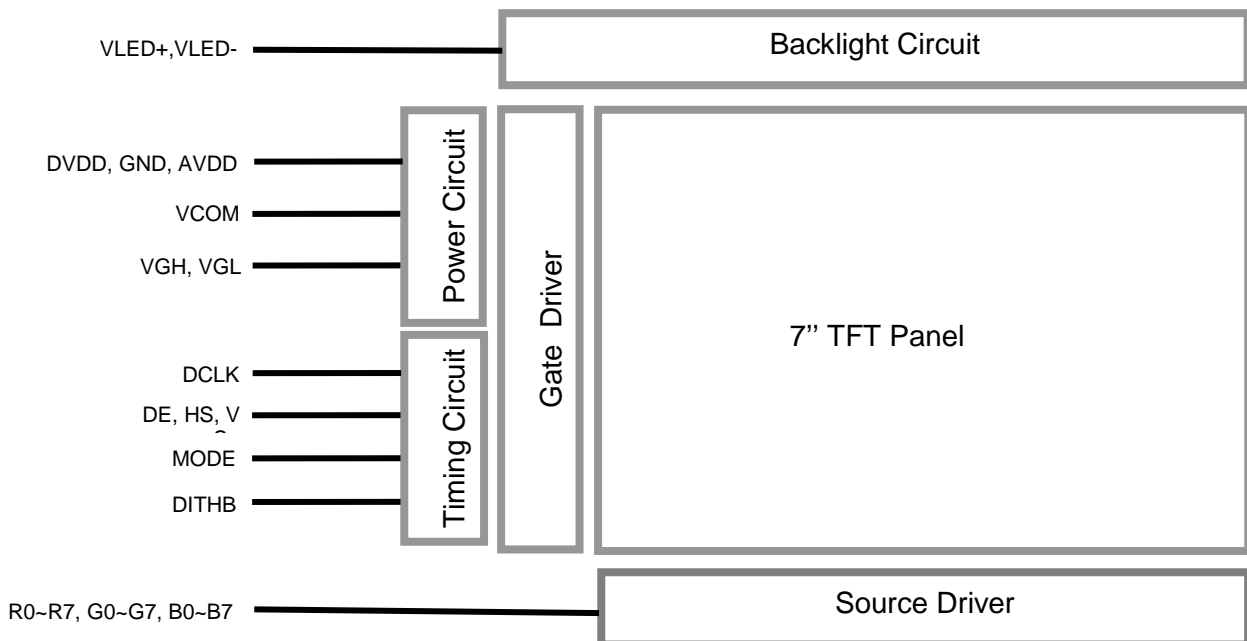 VLED+,VLED-
Backlight Circuit
DVDD, GND, AVDD
VCOM
VGH, VGL
Power Circuit
DCLK
DE, HS, V
MODE
DITHB
Timing Circuit
Gate Driver
7’’ TFT Panel
R0~R7, G0~G7, B0~B7
Source Driver